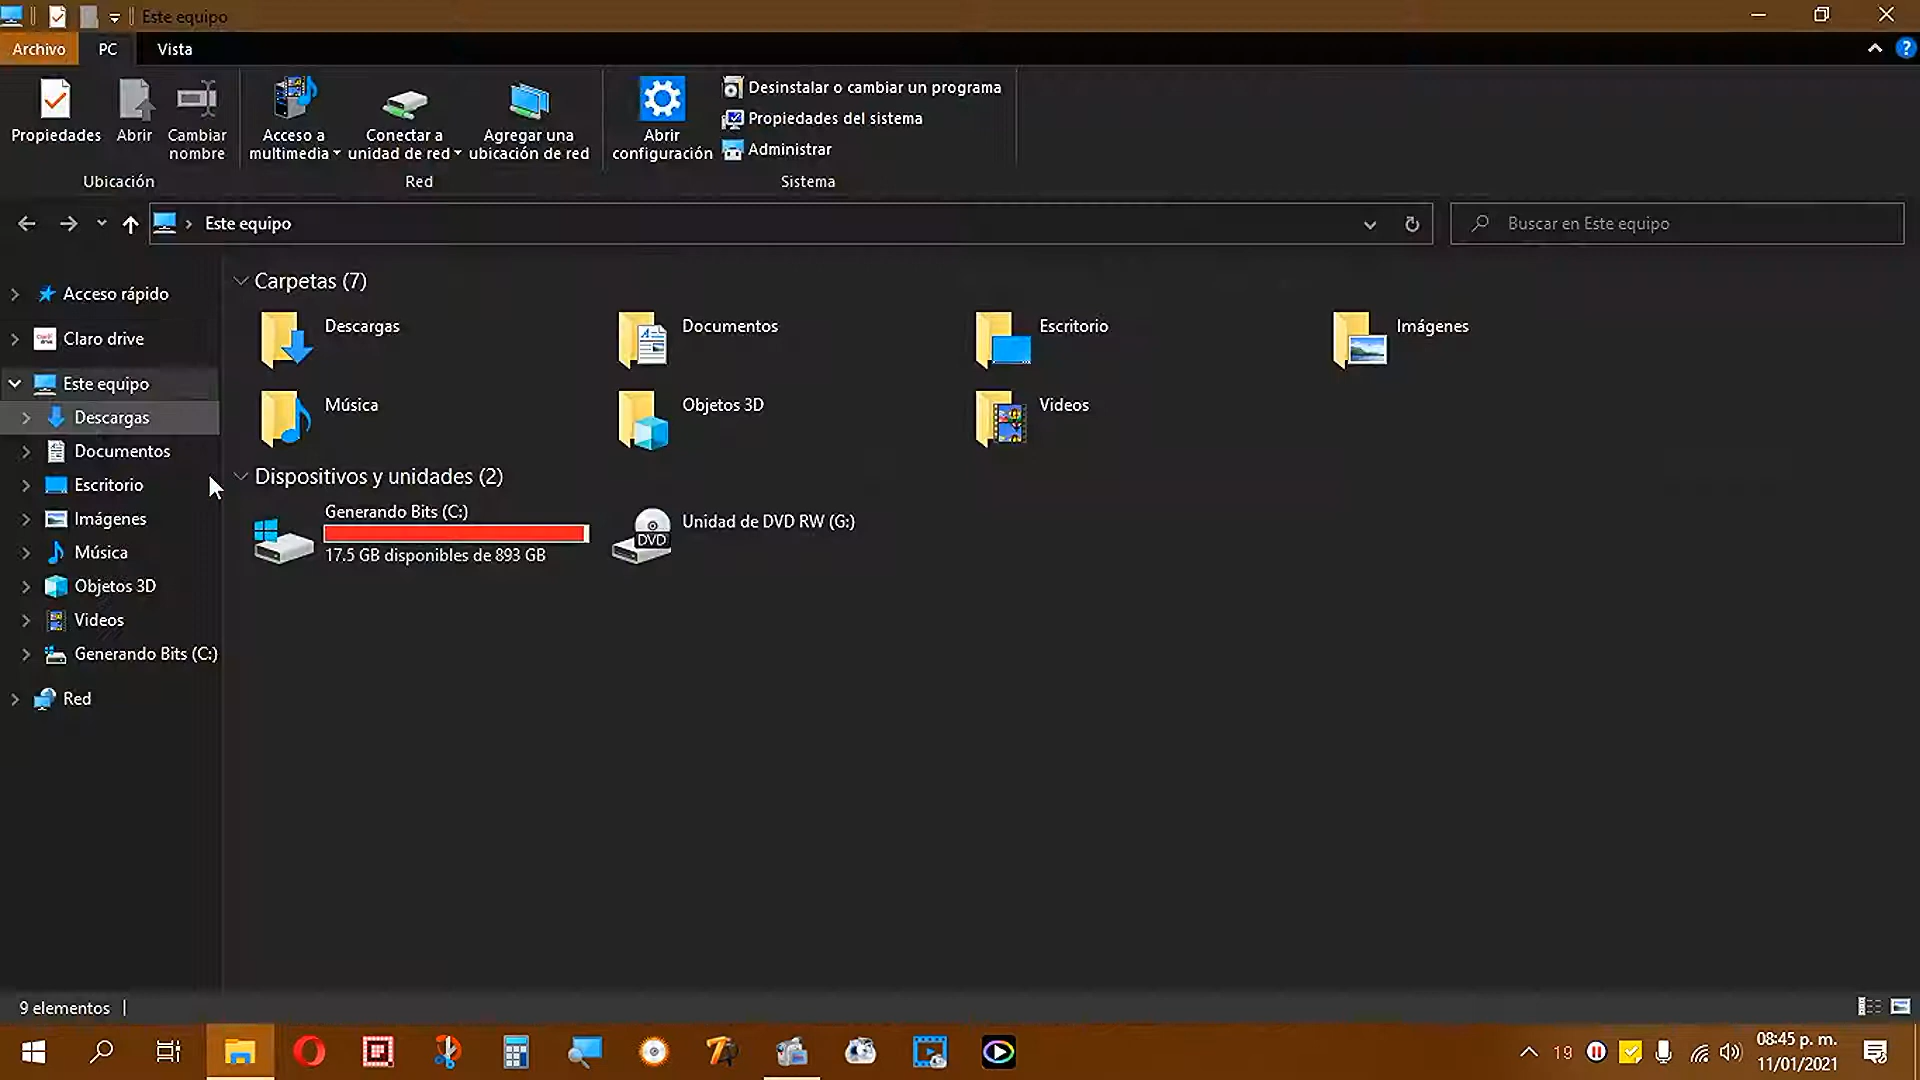 Este equipo
Archivo
PC
Vista
Propiedades
Abrir
Cambiar
nombre
Acceso a
multimedia
Conectar a
unidad de red
Agregar una
ubicación de red
Abrir
configuración
Desinstalar o cambiar un programa
Propiedades del sistema
Administrar
Ubicación
Red
Sistema
Este equipo
Buscar en Este equipo
Acceso rápido
Claro drive
Este equipo
Descargas
Documentos
Escritorio
Imágenes
Música
Objetos 3D
Videos
Generando Bits (C:)
Red
Carpetas (7)
Descargas
Documentos
Escritorio
Imágenes
Música
Objetos 3D
Videos
Dispositivos y unidades (2)
Generando Bits (C:)
17.5 GB disponibles de 893 GB
DVD
Unidad de DVD RW (G:)
9 elementos
19
08:45 p. m.
11/01/2021